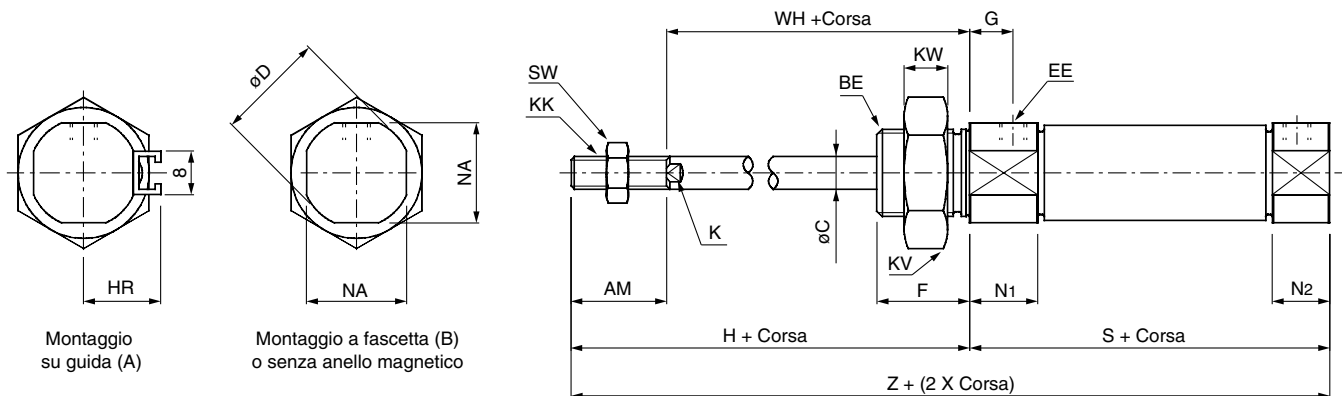 WH +Corsa
G
KW
EE
BE
SW
KK
øD
NA
8
K
øC
KV
HR
NA
AM
F
N1
N2
Montaggio
su guida (A)
Montaggio a fascetta (B)
o senza anello magnetico
H + Corsa
S + Corsa
Z + (2 X Corsa)